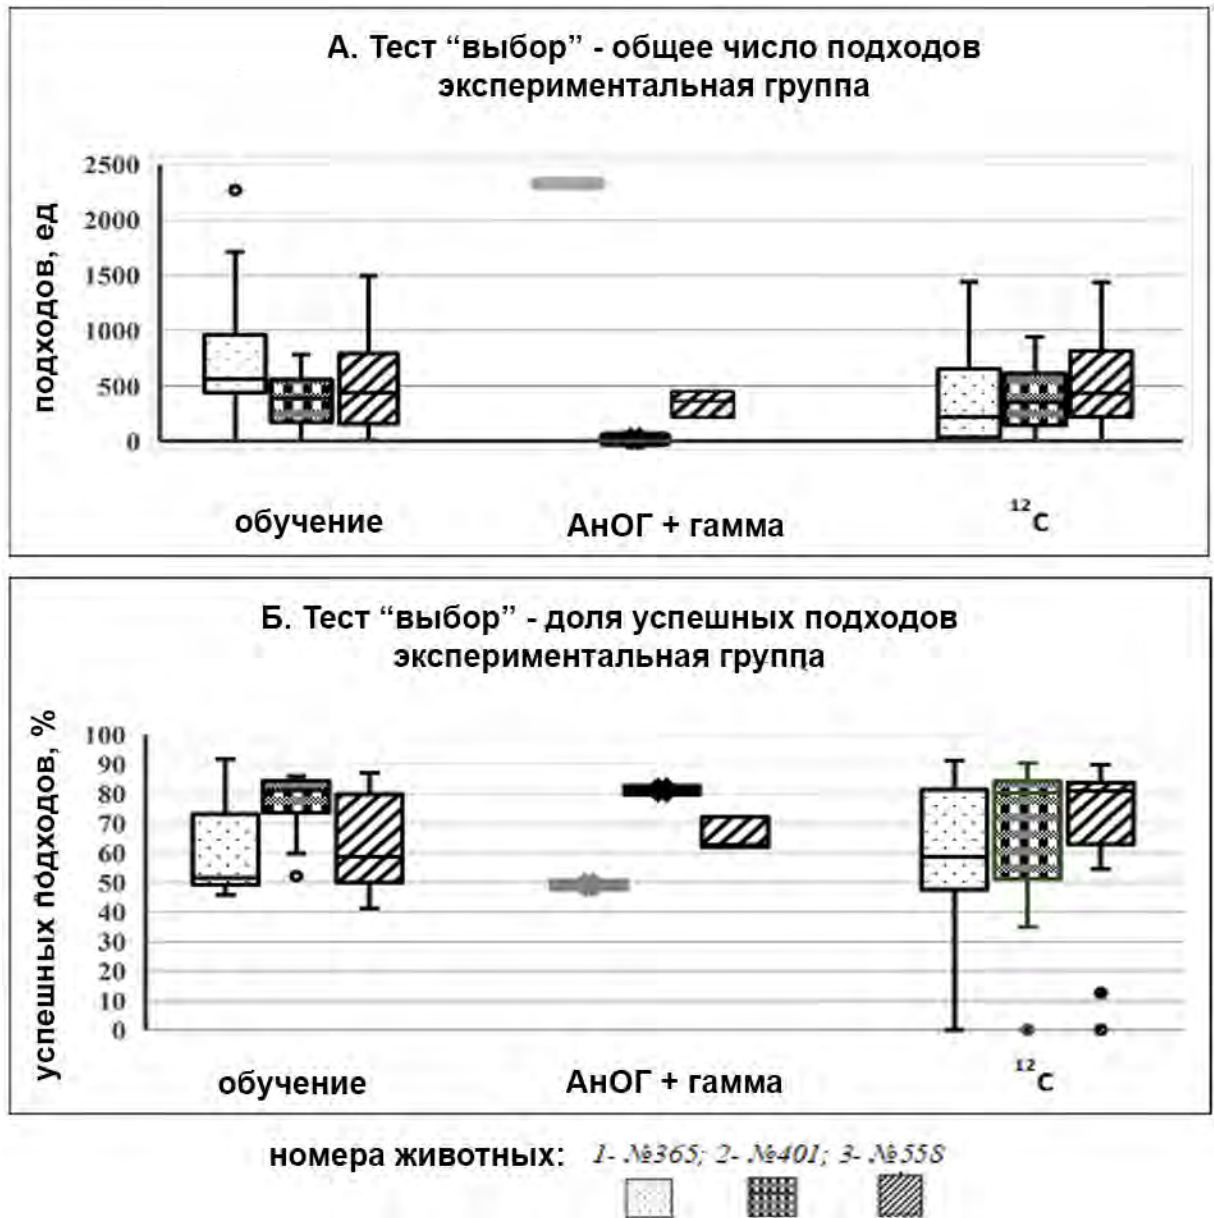 А. Тест “выбор” - общее число подходов
экспериментальная группа
подходов, ед
2500
2000
1500
1000
500
0
обучение
АнОГ + гамма
¹²С
Б. Тест “выбор” - доля успешных подходов
экспериментальная группа
успешных подходов, %
100
90
80
70
60
50
40
30
20
10
0
обучение
АнОГ + гамма
¹²С
номера животных: 1- №365; 2- №401; 3- №558